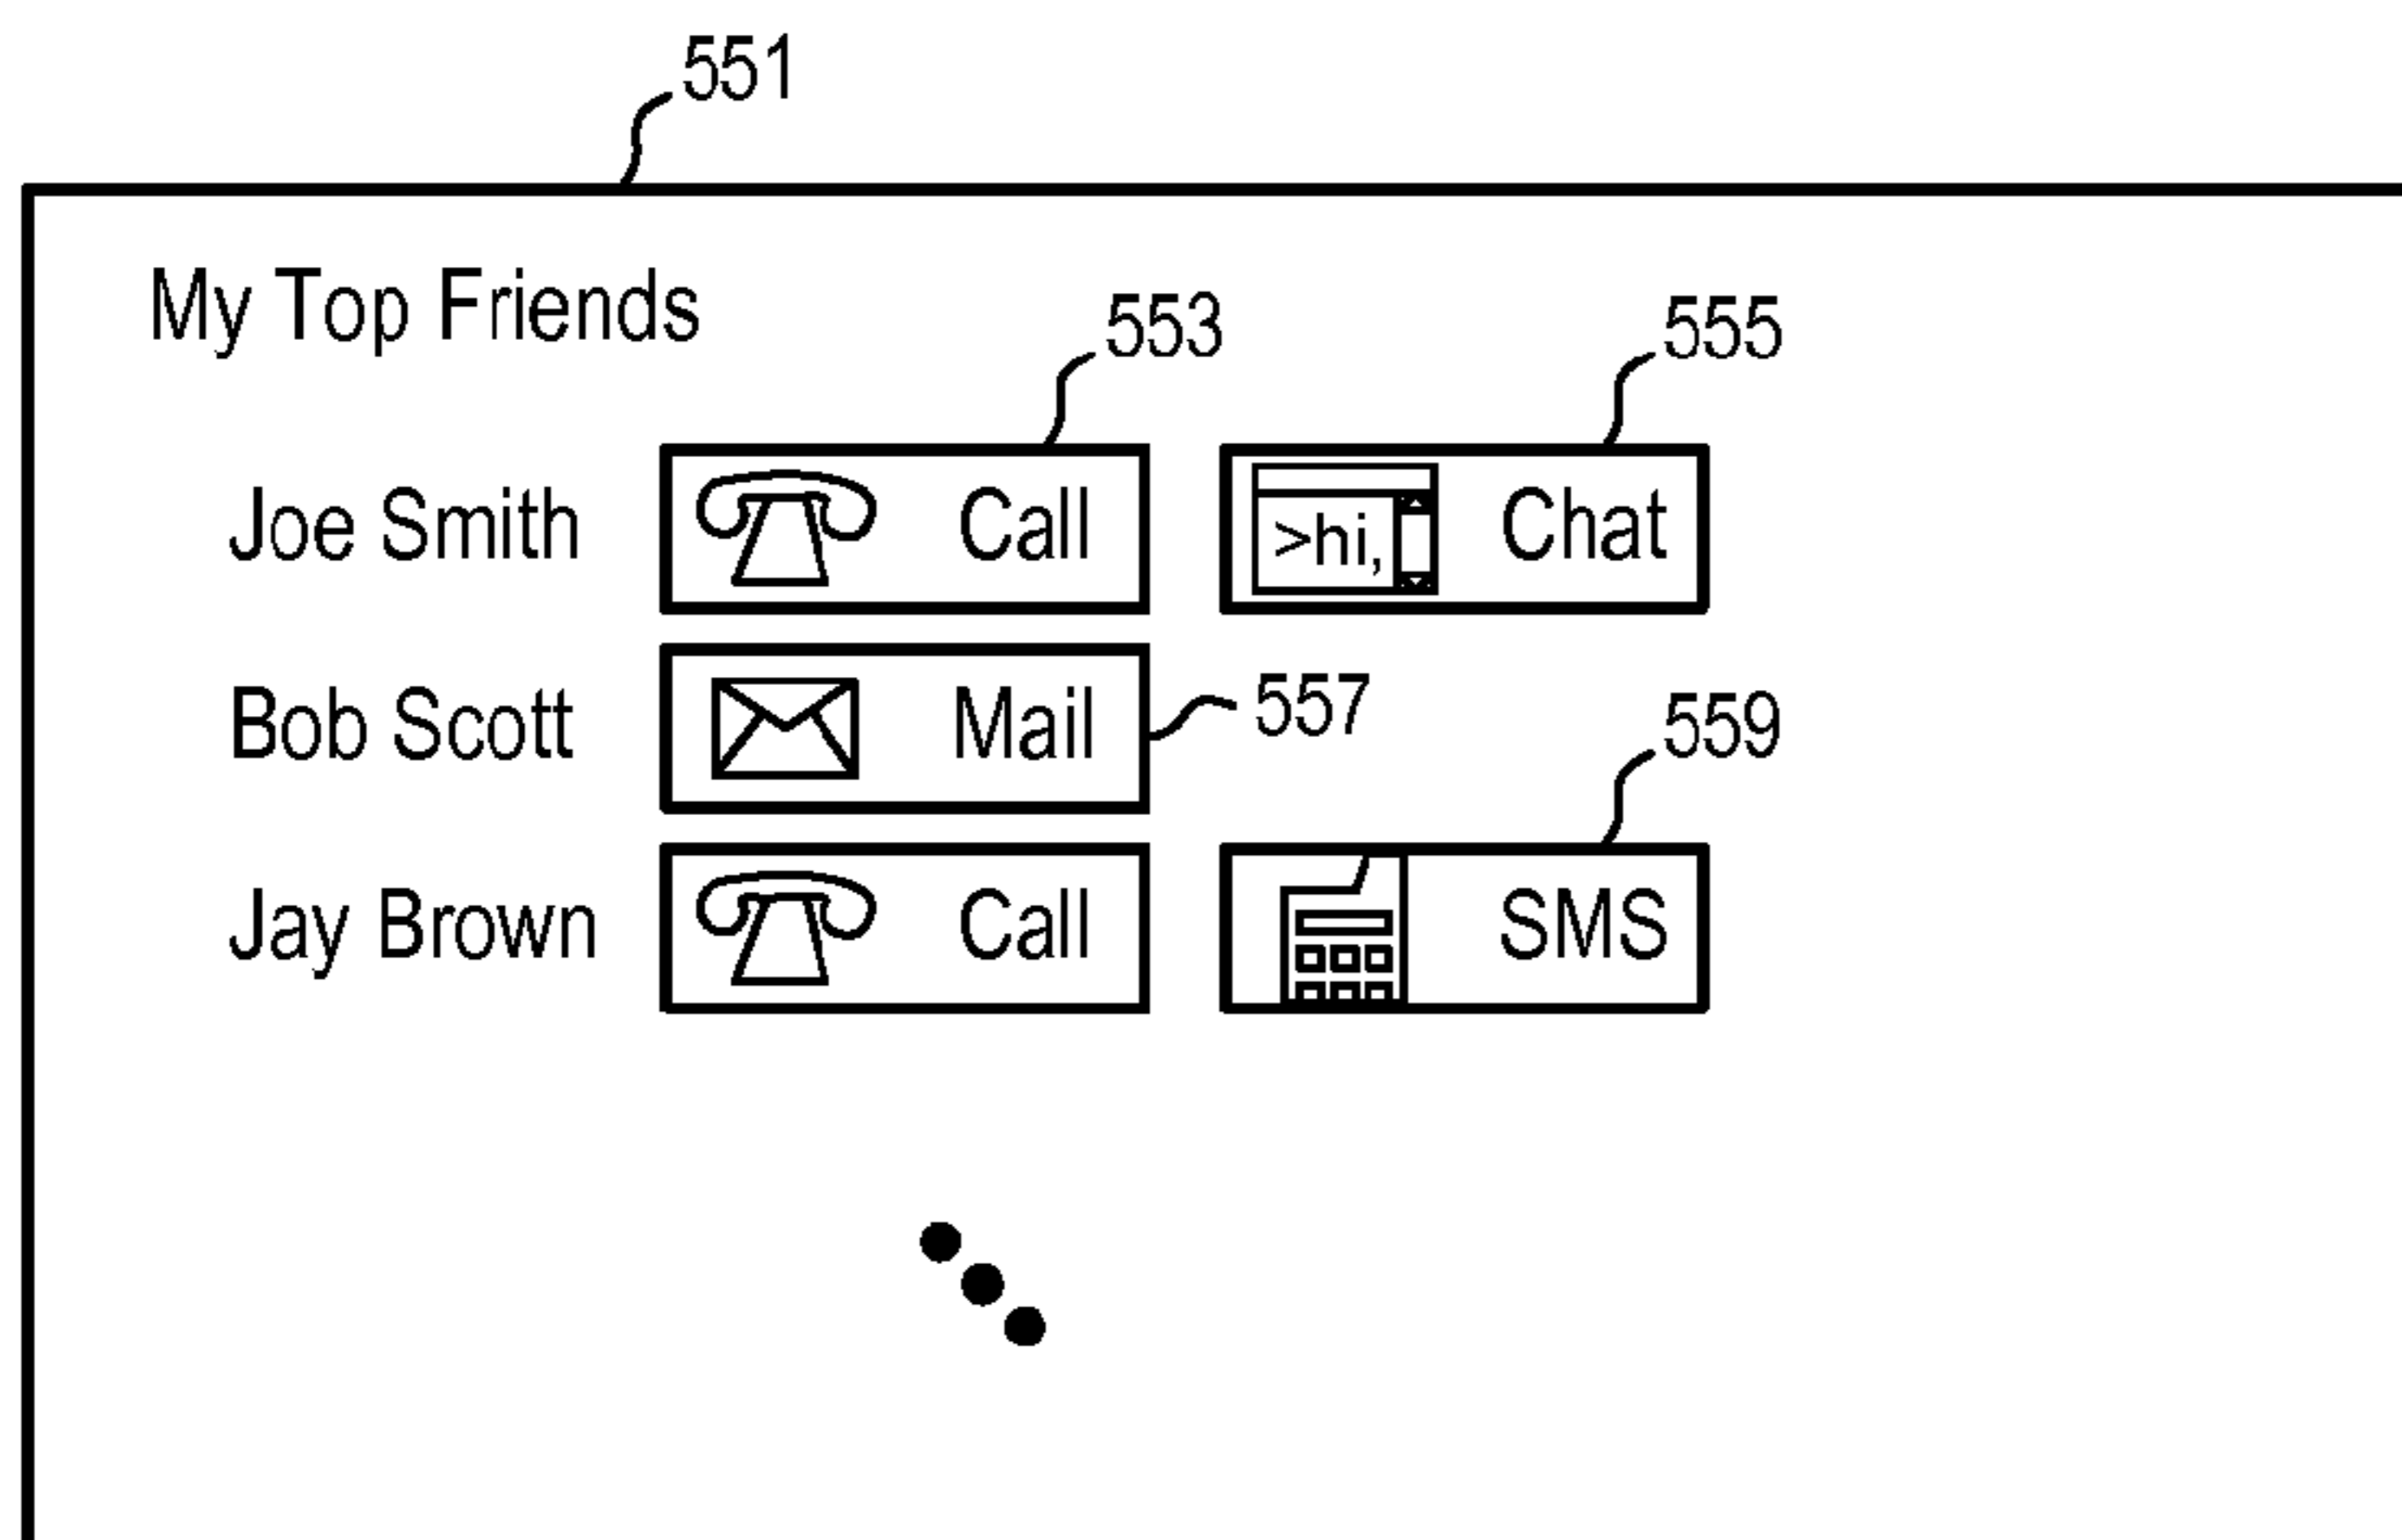 551
My Top Friends
553
555
Joe Smith
Call
>hi,
Chat
Bob Scott
Mail
557
559
Jay Brown
Call
SMS